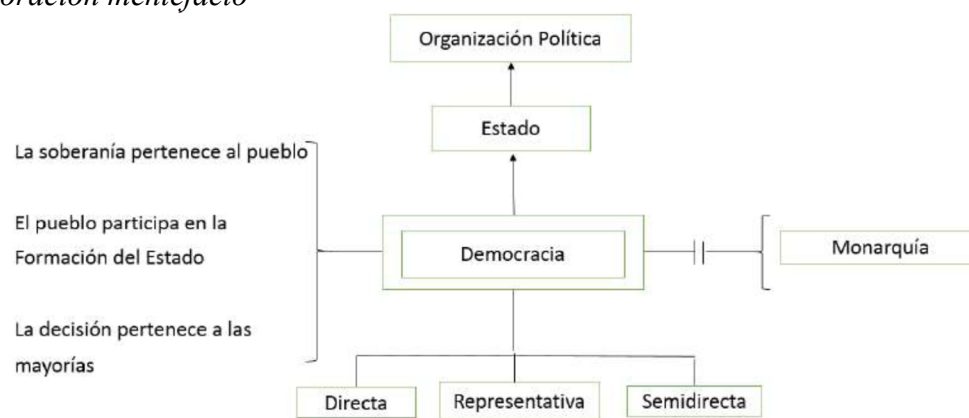 Organización Política
Estado
La soberanía pertenece al pueblo
El pueblo participa en la
Formación del Estado
La decisión pertenece a las
mayorías
Democracia
Monarquía
Directa
Representativa
Semidirecta